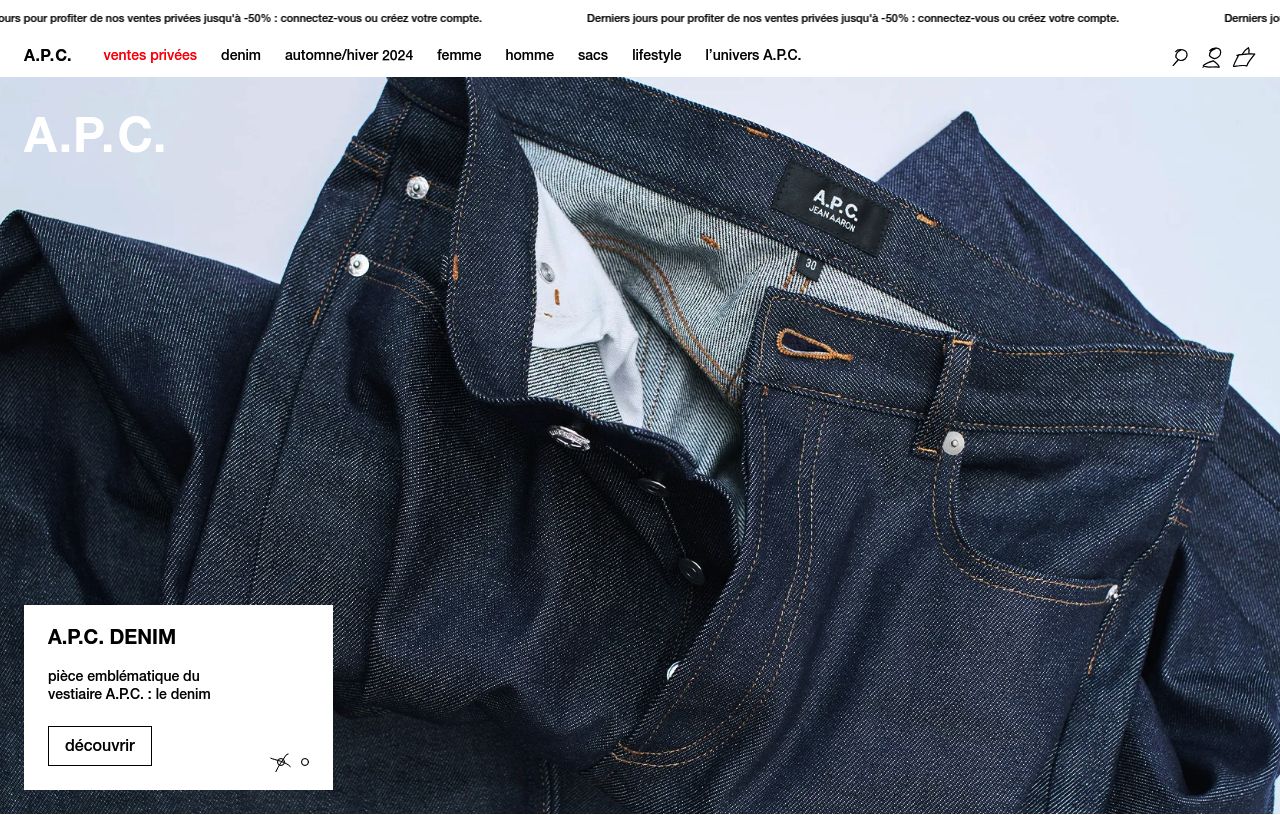 ours pour profiter de nos ventes privées jusqu'à -50% : connectez-vous ou créez votre compte. Derniers jours pour profiter de nos ventes privées jusqu'à -50% : connectez-vous ou créez votre compte. Derniers jo
A.P.C. ventes privées denim automne/hiver 2024 femme homme sacs lifestyle l’univers A.P.C.
A.P.C.
A.P.C.
JEAN AARON
30
A.P.C. DENIM
pièce emblématique du
vestiaire A.P.C. : le denim
découvrir